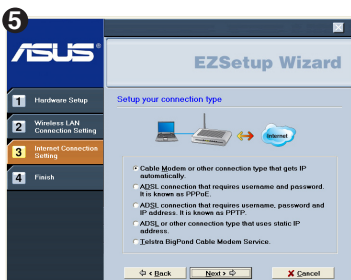 5
ASUS®
EZSetup Wizard
1 Hardware Setup
2 Wireless LAN
Connection Setting
3 Internet Connection
Setting
4 Finish
Setup your connection type
Internet
Cable Modem or other connection type that gets IP
automatically.
ADSL connection that requires username and password.
It is known as PPPoE.
ADSL connection that requires username, password and
IP address. It is known as PPTP.
ADSL or other connection type that uses static IP
address.
Telstra BigPond Cable Modem Service.
< Back
Next >
X Cancel